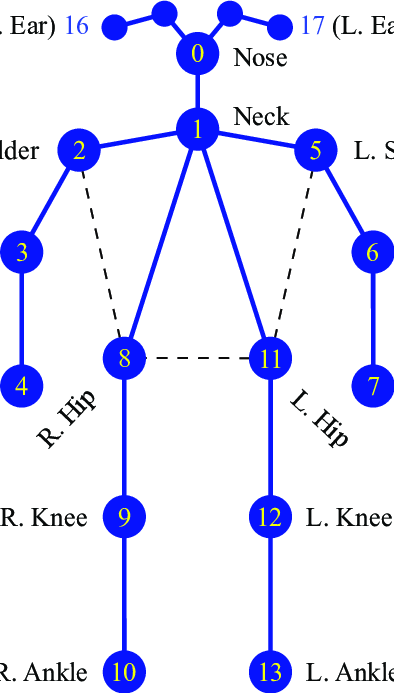 . Ear) 16
17 (L. Ea
0
Nose
1
Neck
lder
2
5
L. S
3
6
4
7
8
11
R. Hip
L. Hip
R. Knee
9
12
L. Knee
R. Ankle
10
13
L. Ankle